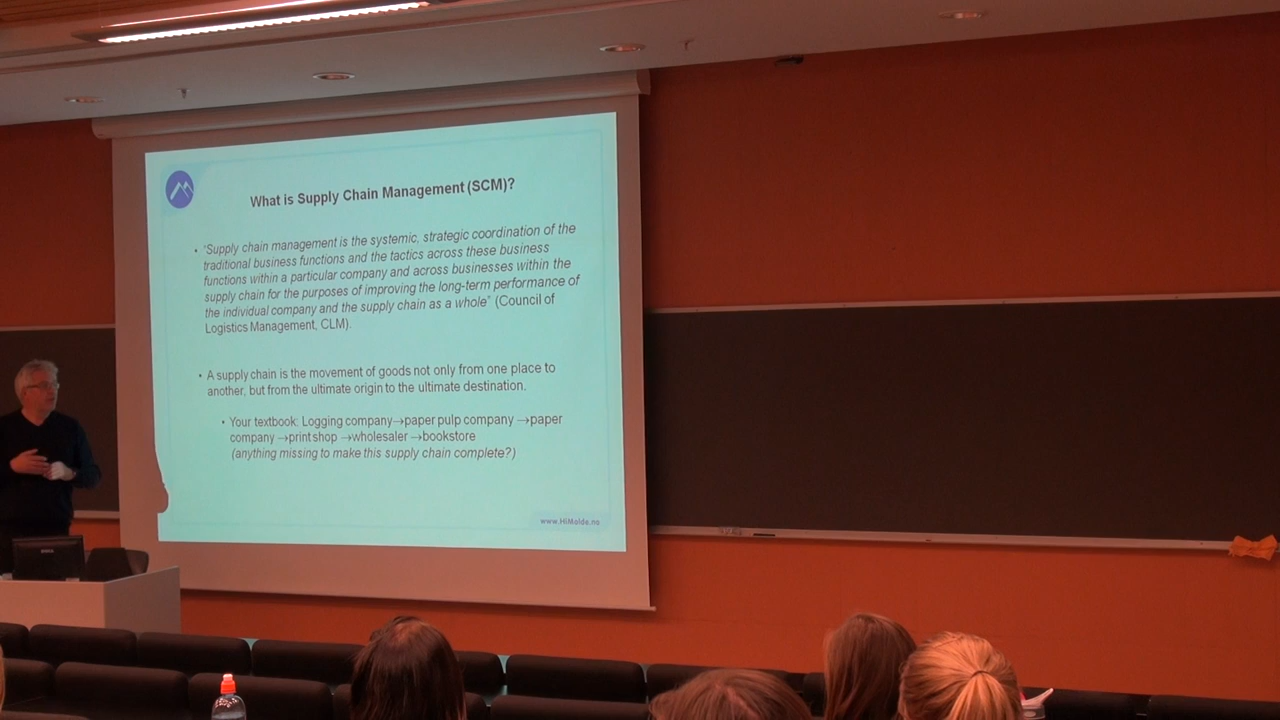 What is Supply Chain Management (SCM)?
• 'Supply chain management is the systemic, strategic coordination of the
traditional business functions and the tactics across these business
functions within a particular company and across businesses within the
supply chain for the purposes of improving the long-term performance of
the individual company and the supply chain as a whole" (Council of
Logistics Management, CLM).
• A supply chain is the movement of goods not only from one place to
another, but from the ultimate origin to the ultimate destination.
• Your textbook: Logging company→paper pulp company →paper
company →print shop →wholesaler →bookstore
(anything missing to make this supply chain complete?)
www.HiMolde.no